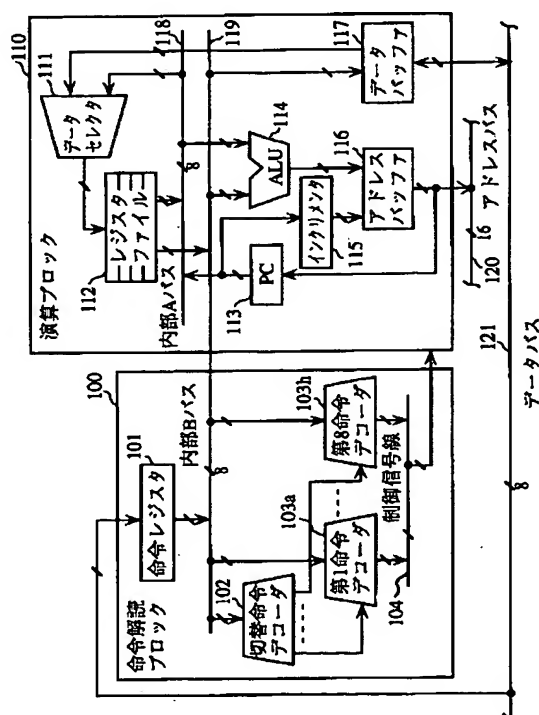 110
演算ブロック
111
データ
セレクタ
118
119
117
データ
バッファ
112
レジスタ
ファイル
8
114
ALU
116
アドレス
バッファ
インクリメンタ
115
PC
113
内部Aバス
16
アドレスバス
120
100
命令解読
ブロック
101
命令レジスタ
内部Bバス
8
102
切替命令
デコーダ
103a
第1命令
デコーダ
103h
第8命令
デコーダ
制御信号線
104
121
8
データバス